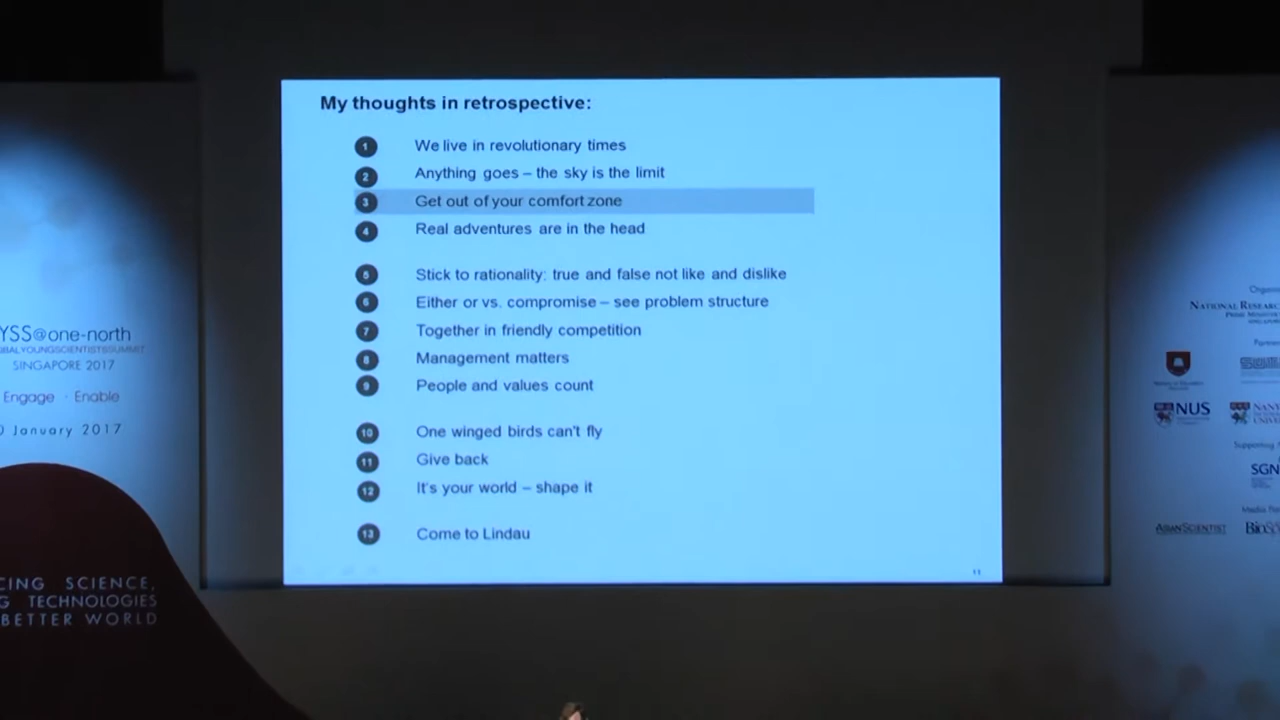 My thoughts in retrospective:
1 We live in revolutionary times
2 Anything goes – the sky is the limit
3 Get out of your comfort zone
4 Real adventures are in the head
5 Stick to rationality: true and false not like and dislike
6 Either or vs. compromise – see problem structure
7 Together in friendly competition
8 Management matters
9 People and values count
10 One winged birds can't fly
11 Give back
12 It's your world – shape it
13 Come to Lindau
YSS@one-north
OBALYOUNGSCIENTISTSSUMMIT
SINGAPORE 2017
Engage · Enable
January 2017
CING SCIENCE,
G TECHNOLOGIES
BETTER WORLD
NATIONAL RESEARC
NUS
NANY
UNIVE
Supporting
SGN
ASIANSCIENTIST